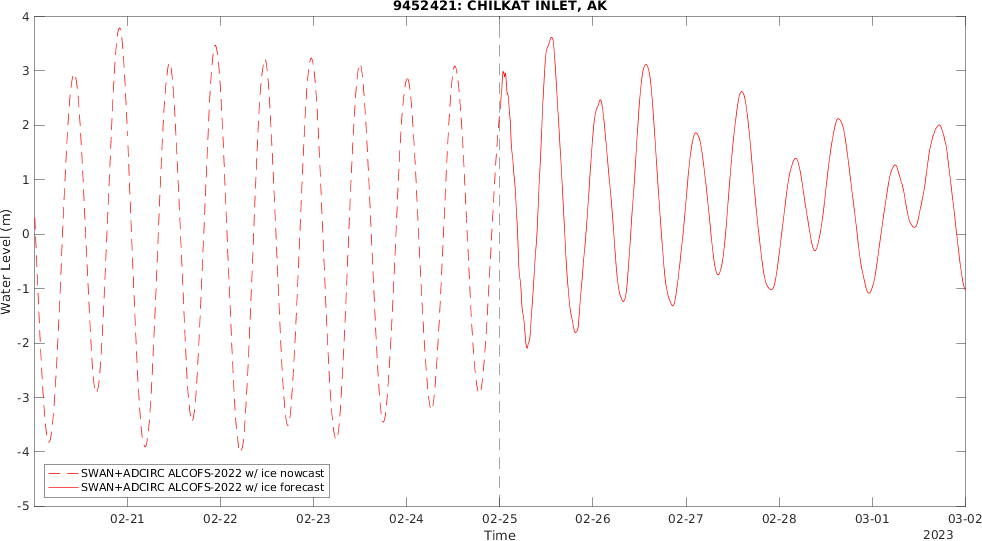 9452421: CHILKAT INLET, AK
Water Level (m)
4
3
2
1
0
-1
-2
-3
-4
-5
SWAN+ADCIRC ALCOFS-2022 w/ ice nowcast
SWAN+ADCIRC ALCOFS-2022 w/ ice forecast
02-21 02-22 02-23 02-24 02-25 02-26 02-27 02-28 03-01 03-02
Time
2023